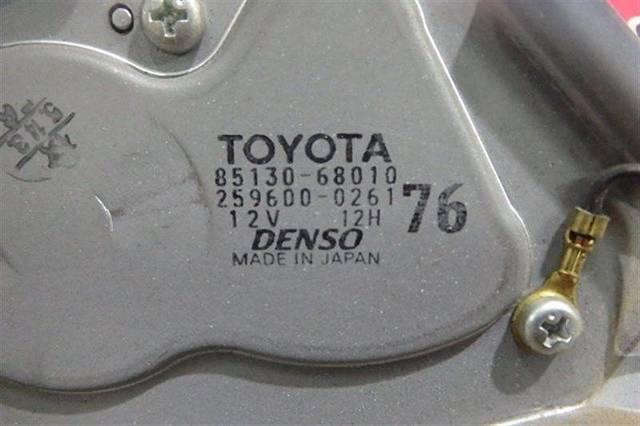 TOYOTA
85130-68010
259600-0261 76
12V 12H
DENSO
MADE IN JAPAN